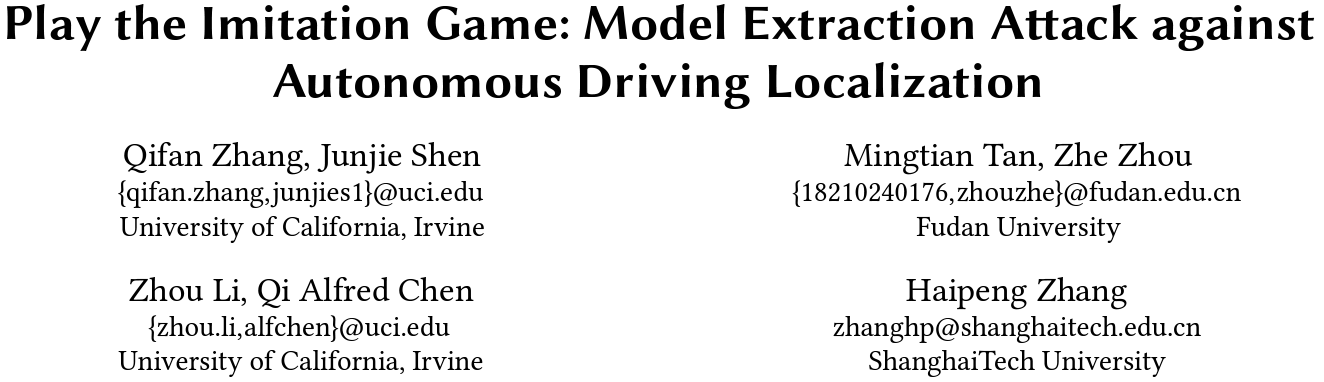 Play the Imitation Game: Model Extraction Attack against
Autonomous Driving Localization
Qifan Zhang, Junjie Shen
{qifan.zhang,junjies1}@uci.edu
University of California, Irvine
Mingtian Tan, Zhe Zhou
{18210240176,zhouzhe}@fudan.edu.cn
Fudan University
Zhou Li, Qi Alfred Chen
{zhou.li,alfchen}@uci.edu
University of California, Irvine
Haipeng Zhang
zhanghp@shanghaitech.edu.cn
ShanghaiTech University